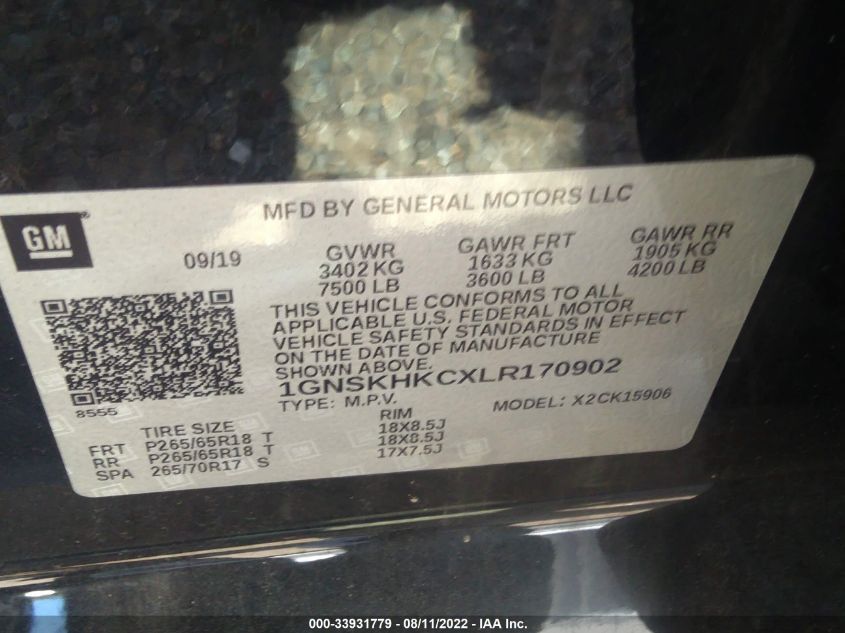 MFD BY GENERAL MOTORS LLC
GM
09/19
GVWR
3402 KG
7500 LB
GAWR FRT
1633 KG
3600 LB
GAWR RR
1905 KG
4200 LB
THIS VEHICLE CONFORMS TO ALL
APPLICABLE U.S. FEDERAL MOTOR
VEHICLE SAFETY STANDARDS IN EFFECT
ON THE DATE OF MANUFACTURE
SHOWN ABOVE.
1GNSKHKCXLR170902
TYPE: M.P.V.
MODEL: X2CK15906
8555
TIRE SIZE
RIM
FRT P265/65R18 T 18X8.5J
RR P265/65R18 T 18X8.5J
SPA 265/70R17 S 17X7.5J
000-33931779 - 08/11/2022 - IAA Inc.